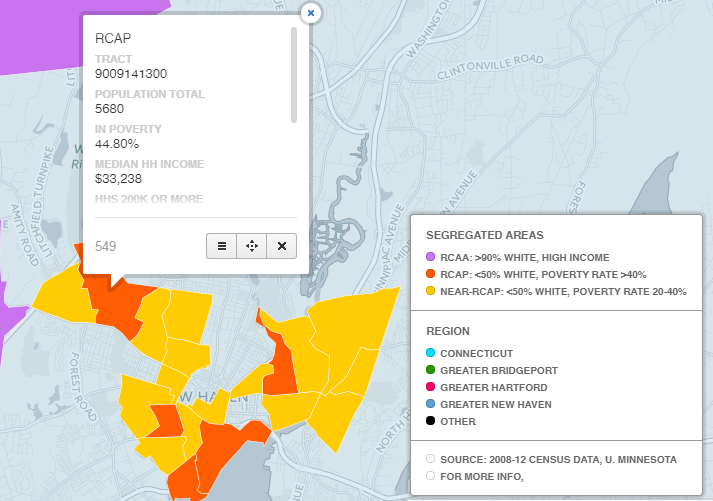 RCAP
TRACT
9009141300
POPULATION TOTAL
5680
IN POVERTY
44.80%
MEDIAN HH INCOME
$33,238
HHS 200K OR MORE
549
WASHINGTON
CLINTONVILLE ROAD
LITCHFIELD TURNPIKE
AMITY ROAD
FOREST ROAD
AVENUE
AVENUE
W HAVEN
NORTH H
SEGREGATED AREAS
RCAA: >90% WHITE, HIGH INCOME
RCAP: <50% WHITE, POVERTY RATE >40%
NEAR-RCAP: <50% WHITE, POVERTY RATE 20-40%
REGION
CONNECTICUT
GREATER BRIDGEPORT
GREATER HARTFORD
GREATER NEW HAVEN
OTHER
SOURCE: 2008-12 CENSUS DATA, U. MINNESOTA
FOR MORE INFO,